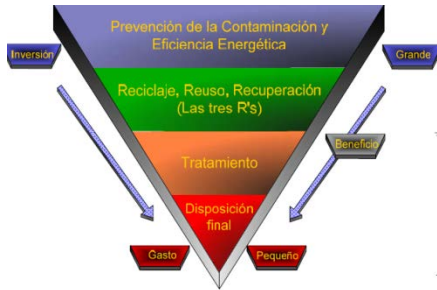 Prevención de la Contaminación y
Eficiencia Energética
Inversión
Grande
Reciclaje, Reuso, Recuperación
(Las tres R's)
Beneficio
Tratamiento
Disposición
final
Gasto
Pequeño